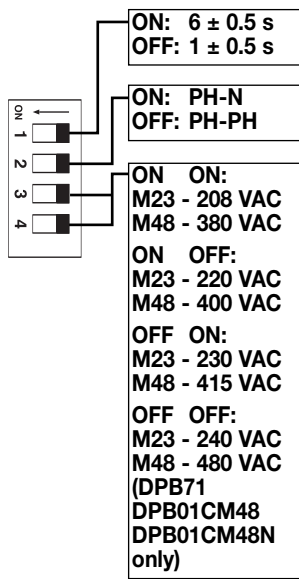 ON: 6 ± 0.5 s
OFF: 1 ± 0.5 s
ON: PH-N
OFF: PH-PH
ON
1
2
3
4
ON ON:
M23 - 208 VAC
M48 - 380 VAC
ON OFF:
M23 - 220 VAC
M48 - 400 VAC
OFF ON:
M23 - 230 VAC
M48 - 415 VAC
OFF OFF:
M23 - 240 VAC
M48 - 480 VAC
(DPB71
DPB01CM48
DPB01CM48N
only)